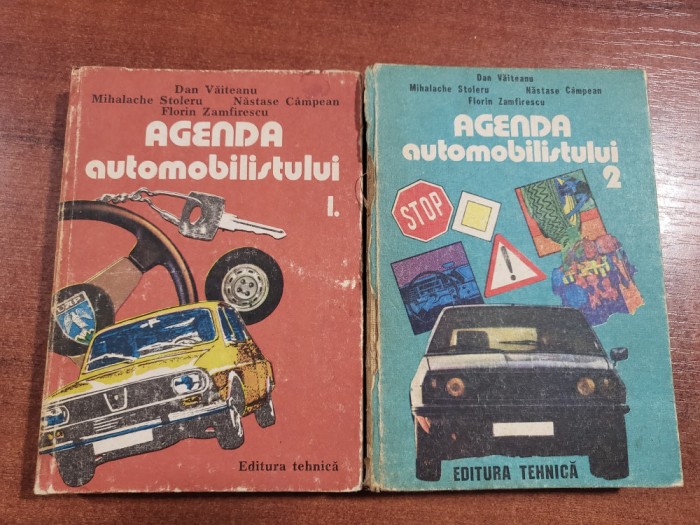 Dan Văiteanu
Mihalache Stoleru Năstase Câmpean
Florin Zamfirescu
AGENDA
automobilistului
1.
Editura tehnică
Dan Văiteanu
Mihalache Stoleru Năstase Câmpean
Florin Zamfirescu
AGENDA
automobilistului
2
STOP
!
EDITURA TEHNICĂ